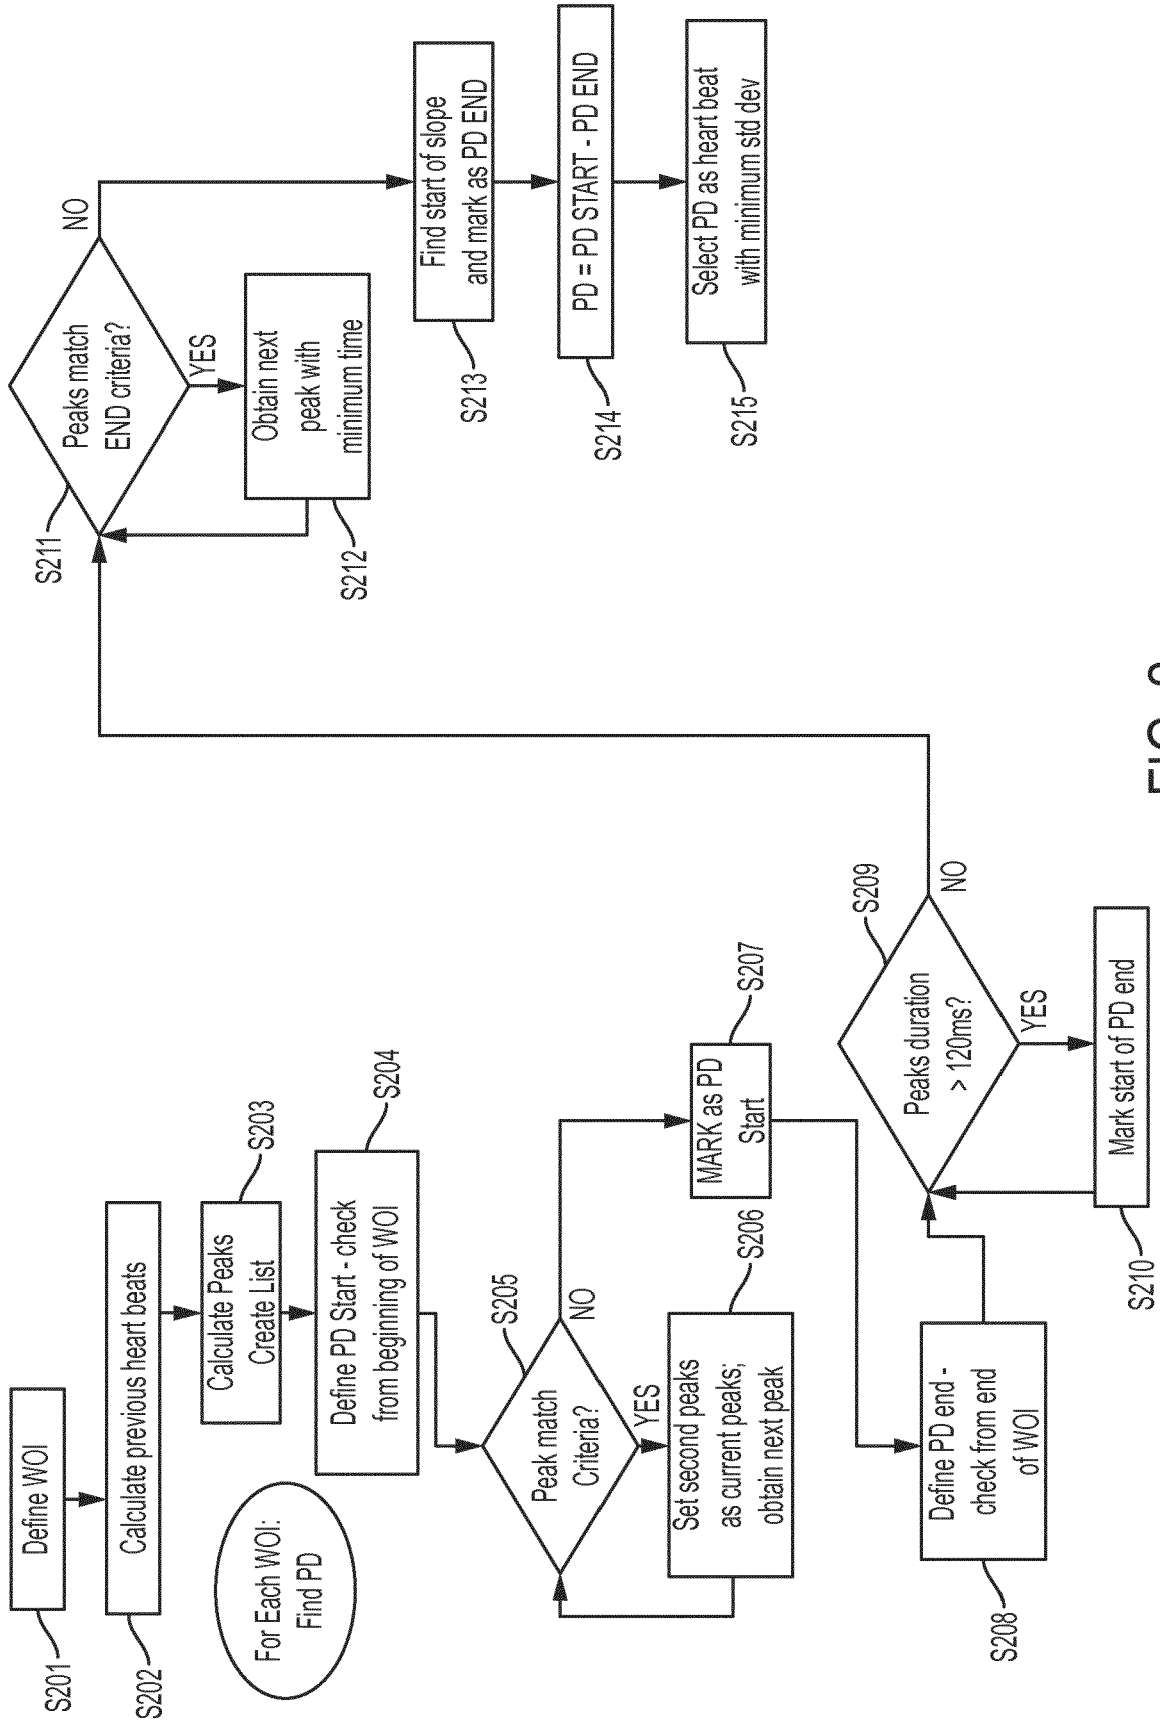 S201
Define WOI
S202
Calculate previous heart beats
For Each WOI:
Find PD
S203
Calculate Peaks
Create List
S204
Define PD Start - check
from beginning of WOI
S205
Peak match
Criteria?
YES
NO
S206
Set second peaks
as current peaks;
obtain next peak
S207
MARK as PD
Start
S208
Define PD end -
check from end
of WOI
S209
Peaks duration
> 120ms?
YES
NO
S210
Mark start of PD end
S211
Peaks match
END criteria?
YES
NO
S212
Obtain next
peak with
minimum time
S213
Find start of slope
and mark as PD END
S214
PD = PD START - PD END
S215
Select PD as heart beat
with minimum std dev